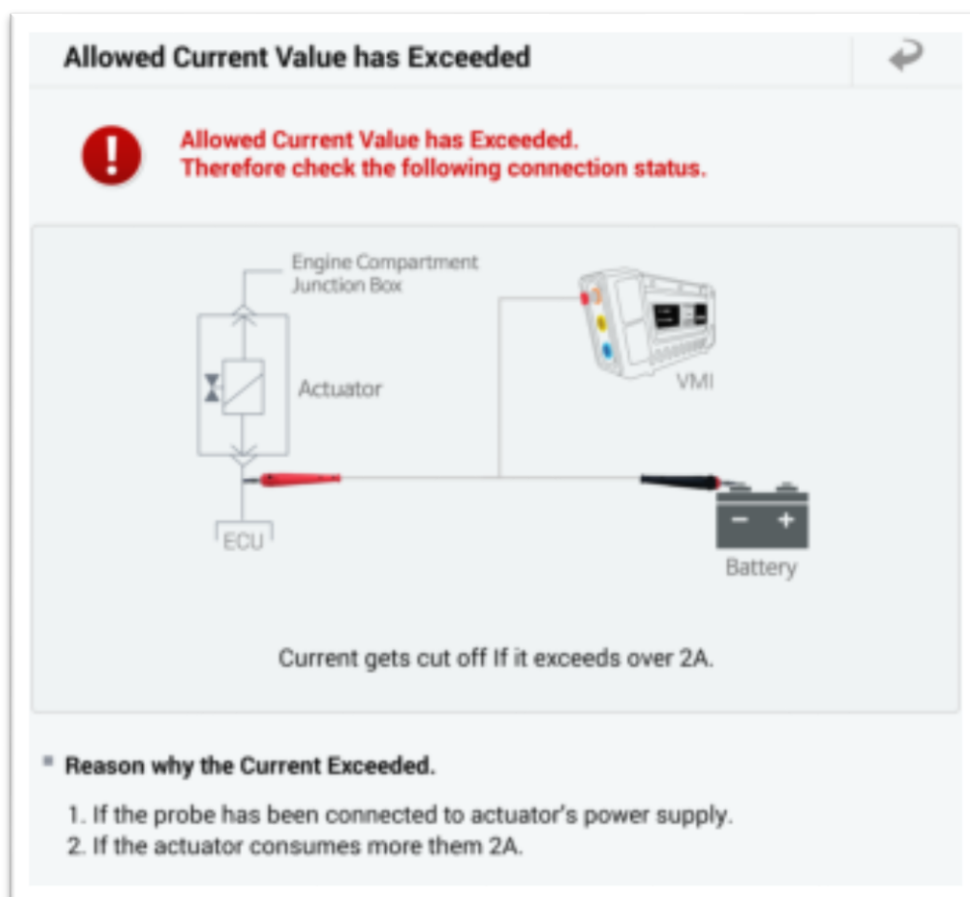 Allowed Current Value has Exceeded
Allowed Current Value has Exceeded.
Therefore check the following connection status.
Engine Compartment
Junction Box
Actuator
VMI
ECU
− +
Battery
Current gets cut off If it exceeds over 2A.
Reason why the Current Exceeded.
1. If the probe has been connected to actuator's power supply.
2. If the actuator consumes more them 2A.